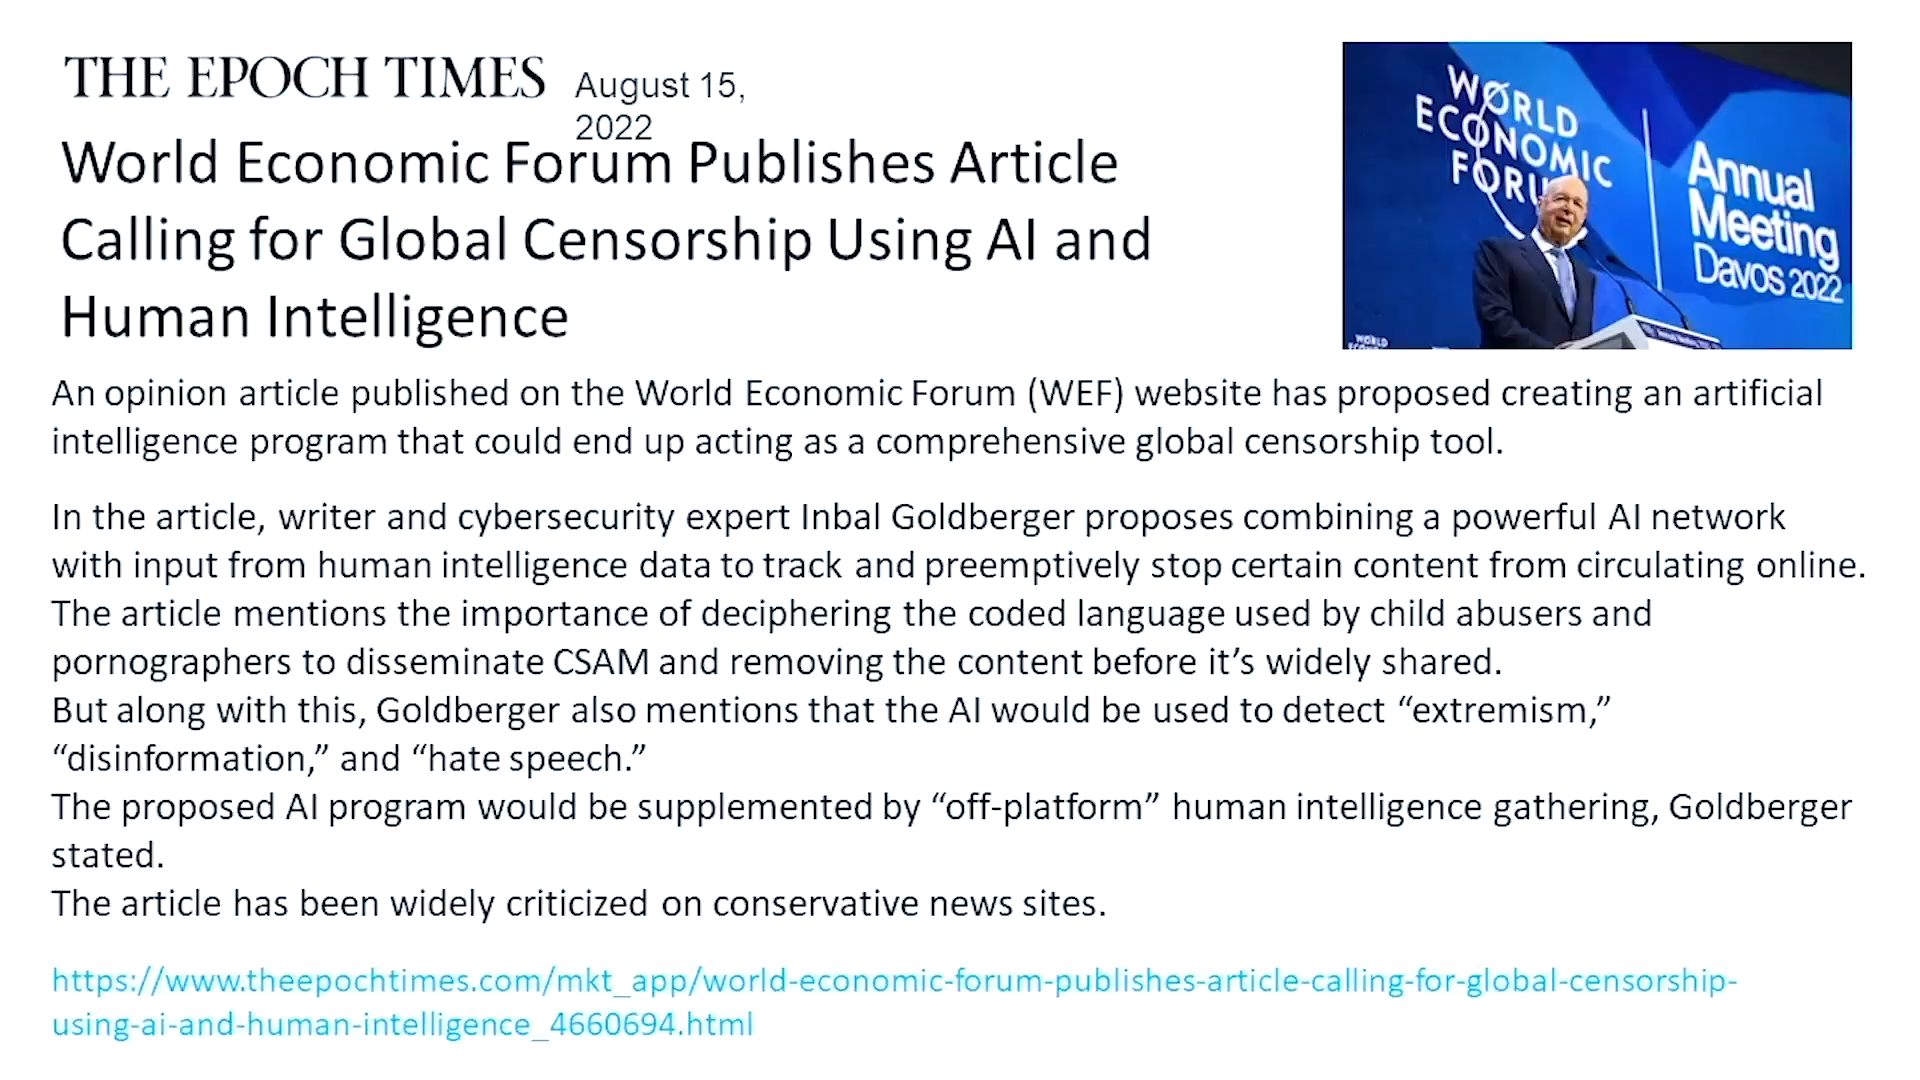 THE EPOCH TIMES
August 15,
2022
World Economic Forum Publishes Article
Calling for Global Censorship Using AI and
Human Intelligence
WORLD
ECONOMIC
FORU
Annual
Meeting
Davos 2022
WORLD
An opinion article published on the World Economic Forum (WEF) website has proposed creating an artificial
intelligence program that could end up acting as a comprehensive global censorship tool.
In the article, writer and cybersecurity expert Inbal Goldberger proposes combining a powerful AI network
with input from human intelligence data to track and preemptively stop certain content from circulating online.
The article mentions the importance of deciphering the coded language used by child abusers and
pornographers to disseminate CSAM and removing the content before it’s widely shared.
But along with this, Goldberger also mentions that the AI would be used to detect “extremism,”
“disinformation,” and “hate speech.”
The proposed AI program would be supplemented by “off-platform” human intelligence gathering, Goldberger
stated.
The article has been widely criticized on conservative news sites.
https://www.theepochtimes.com/mkt_app/world-economic-forum-publishes-article-calling-for-global-censorship-
using-ai-and-human-intelligence_4660694.html